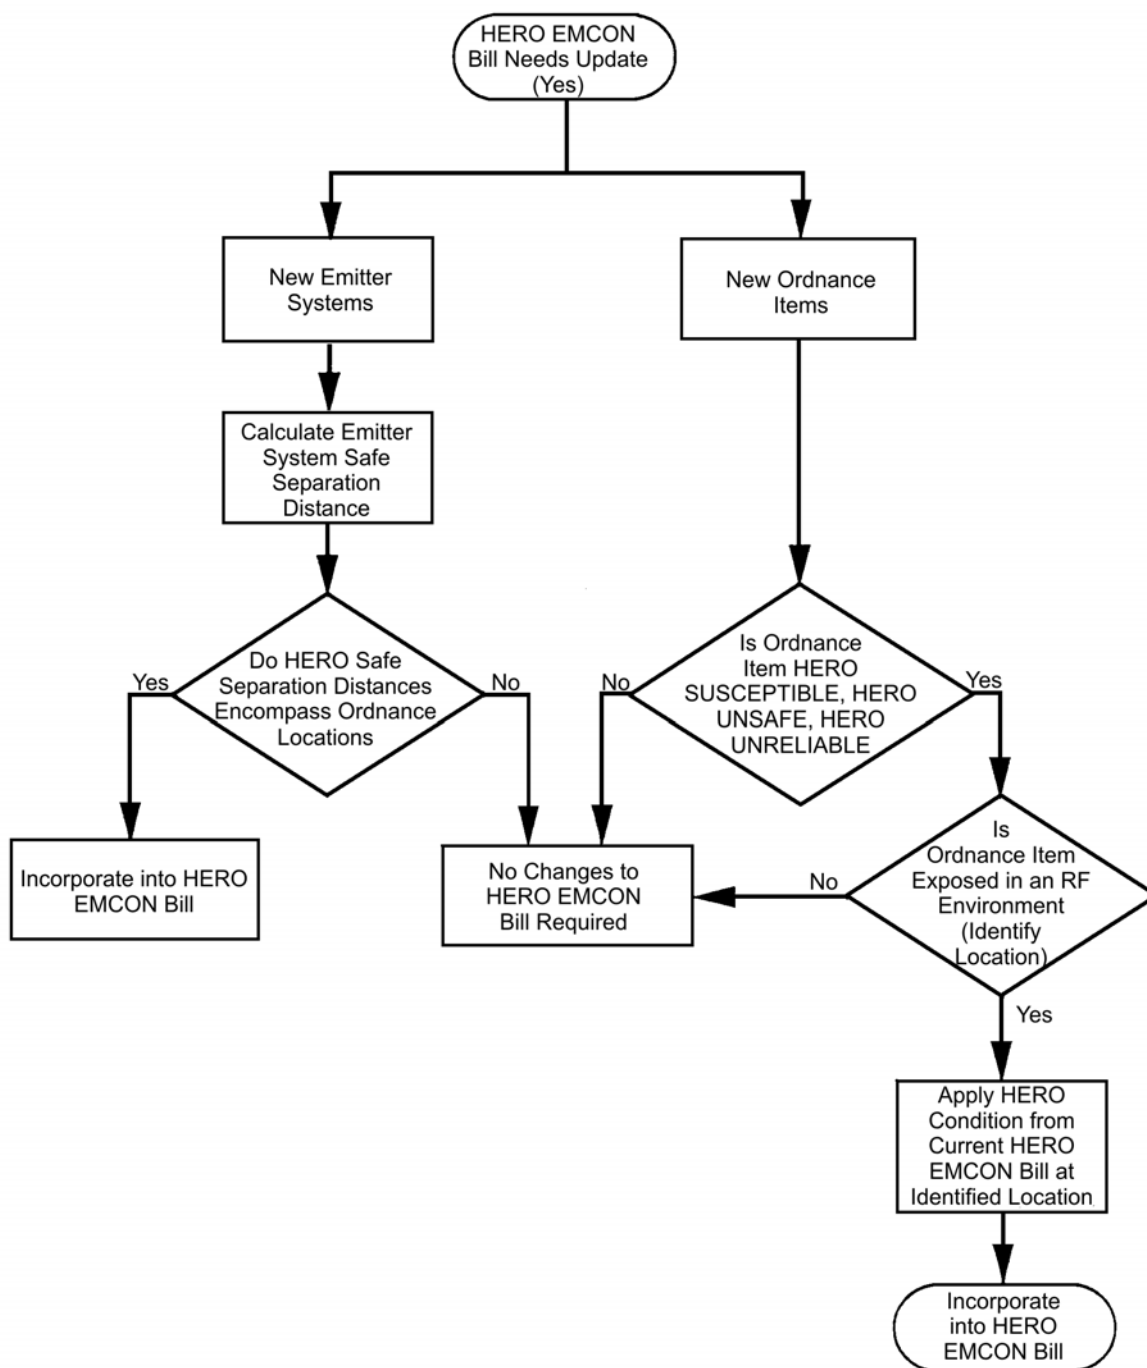 HERO EMCON
Bill Needs Update
(Yes)
New Emitter
Systems
New Ordnance
Items
Calculate Emitter
System Safe
Separation
Distance
Do HERO Safe
Separation Distances
Encompass Ordnance
Locations
Yes
No
Is Ordnance
Item HERO
SUSCEPTIBLE, HERO
UNSAFE, HERO
UNRELIABLE
No
Yes
Incorporate into HERO
EMCON Bill
No Changes to
HERO EMCON
Bill Required
Is
Ordnance Item
Exposed in an RF
Environment
(Identify
Location)
No
Yes
Apply HERO
Condition from
Current HERO
EMCON Bill at
Identified Location
Incorporate
into HERO
EMCON Bill